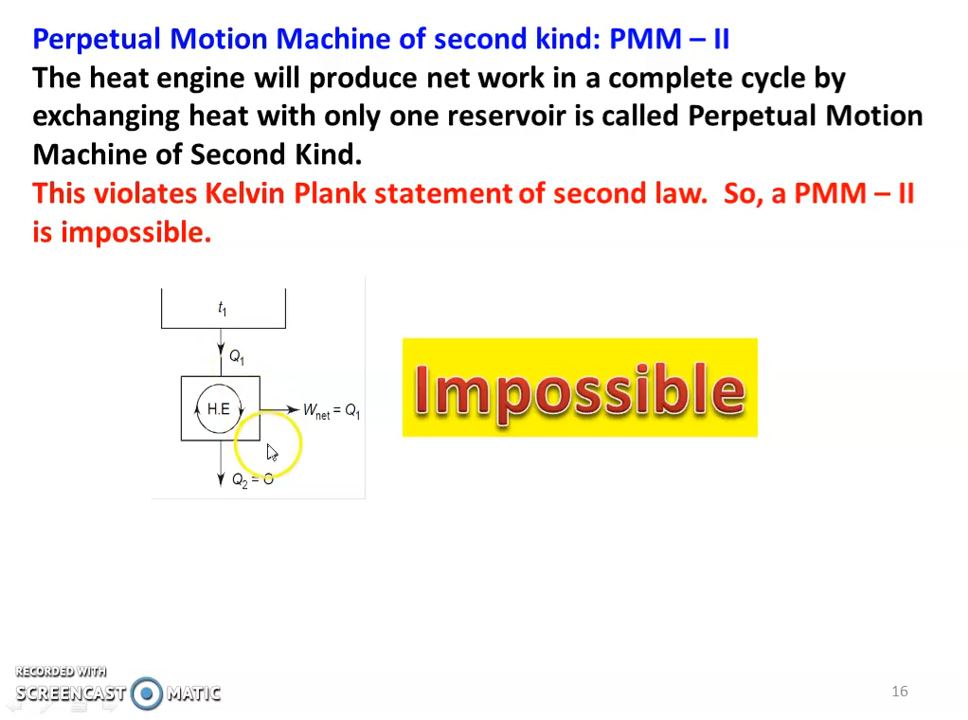 Perpetual Motion Machine of second kind: PMM – II
The heat engine will produce net work in a complete cycle by
exchanging heat with only one reservoir is called Perpetual Motion
Machine of Second Kind.
This violates Kelvin Plank statement of second law. So, a PMM – II
is impossible.
t₁
Q₁
H.E
Wnet = Q₁
Q₂ = O
Impossible
RECORDED WITH
SCREENCAST MATIC
16